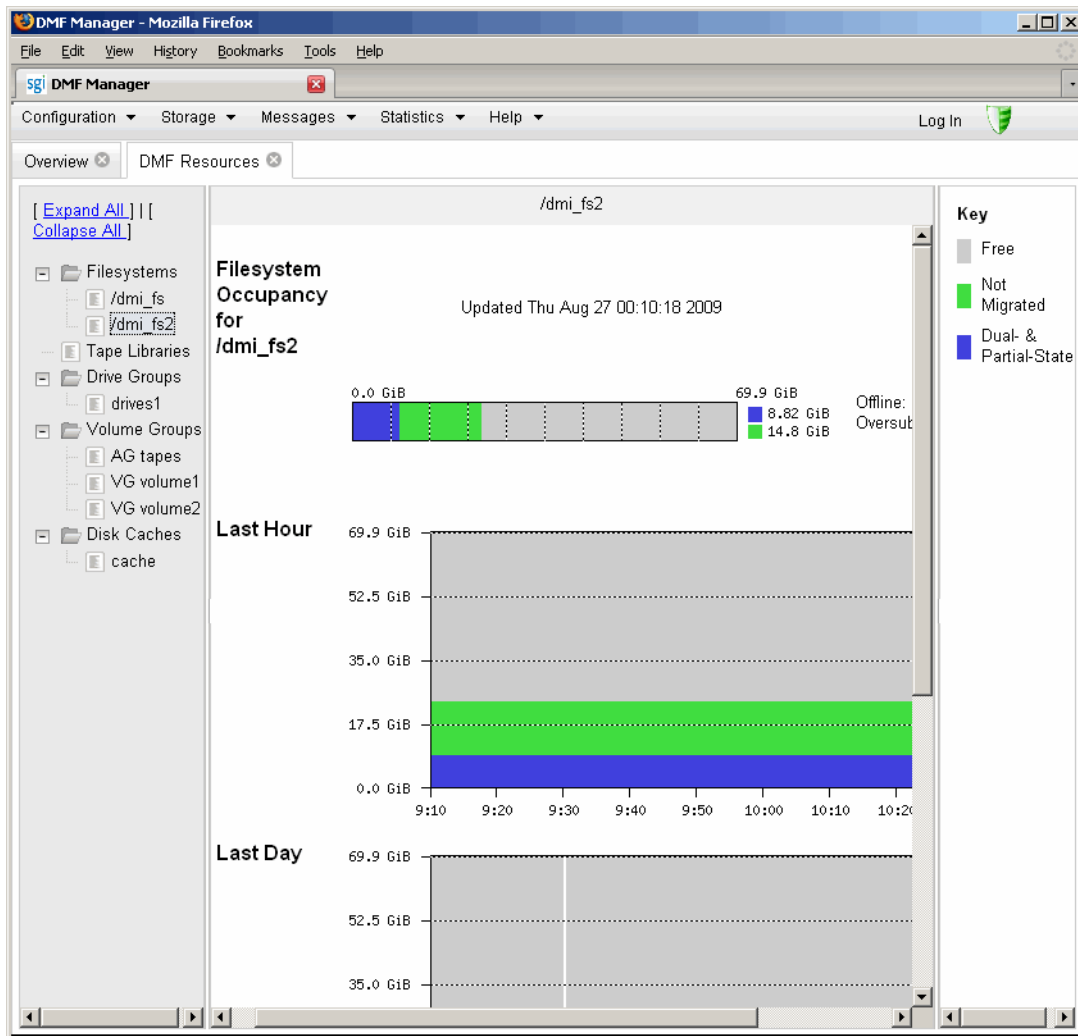 DMF Manager - Mozilla Firefox
File Edit View History Bookmarks Tools Help
sgi DMF Manager
Configuration Storage Messages Statistics Help Log In
Overview DMF Resources
[ Expand All ] | [
Collapse All ]
Filesystems
/dmi_fs
/dmi_fs2
Tape Libraries
Drive Groups
drives1
Volume Groups
AG tapes
VG volume1
VG volume2
Disk Caches
cache
/dmi_fs2
Filesystem
Occupancy
for
/dmi_fs2
Updated Thu Aug 27 00:10:18 2009
0.0 GiB 69.9 GiB
8.82 GiB
14.8 GiB
Offline:
Oversub
Last Hour
69.9 GiB
52.5 GiB
35.0 GiB
17.5 GiB
0.0 GiB
9:10 9:20 9:30 9:40 9:50 10:00 10:10 10:20
Last Day
69.9 GiB
52.5 GiB
35.0 GiB
Key
Free
Not
Migrated
Dual- &
Partial-State